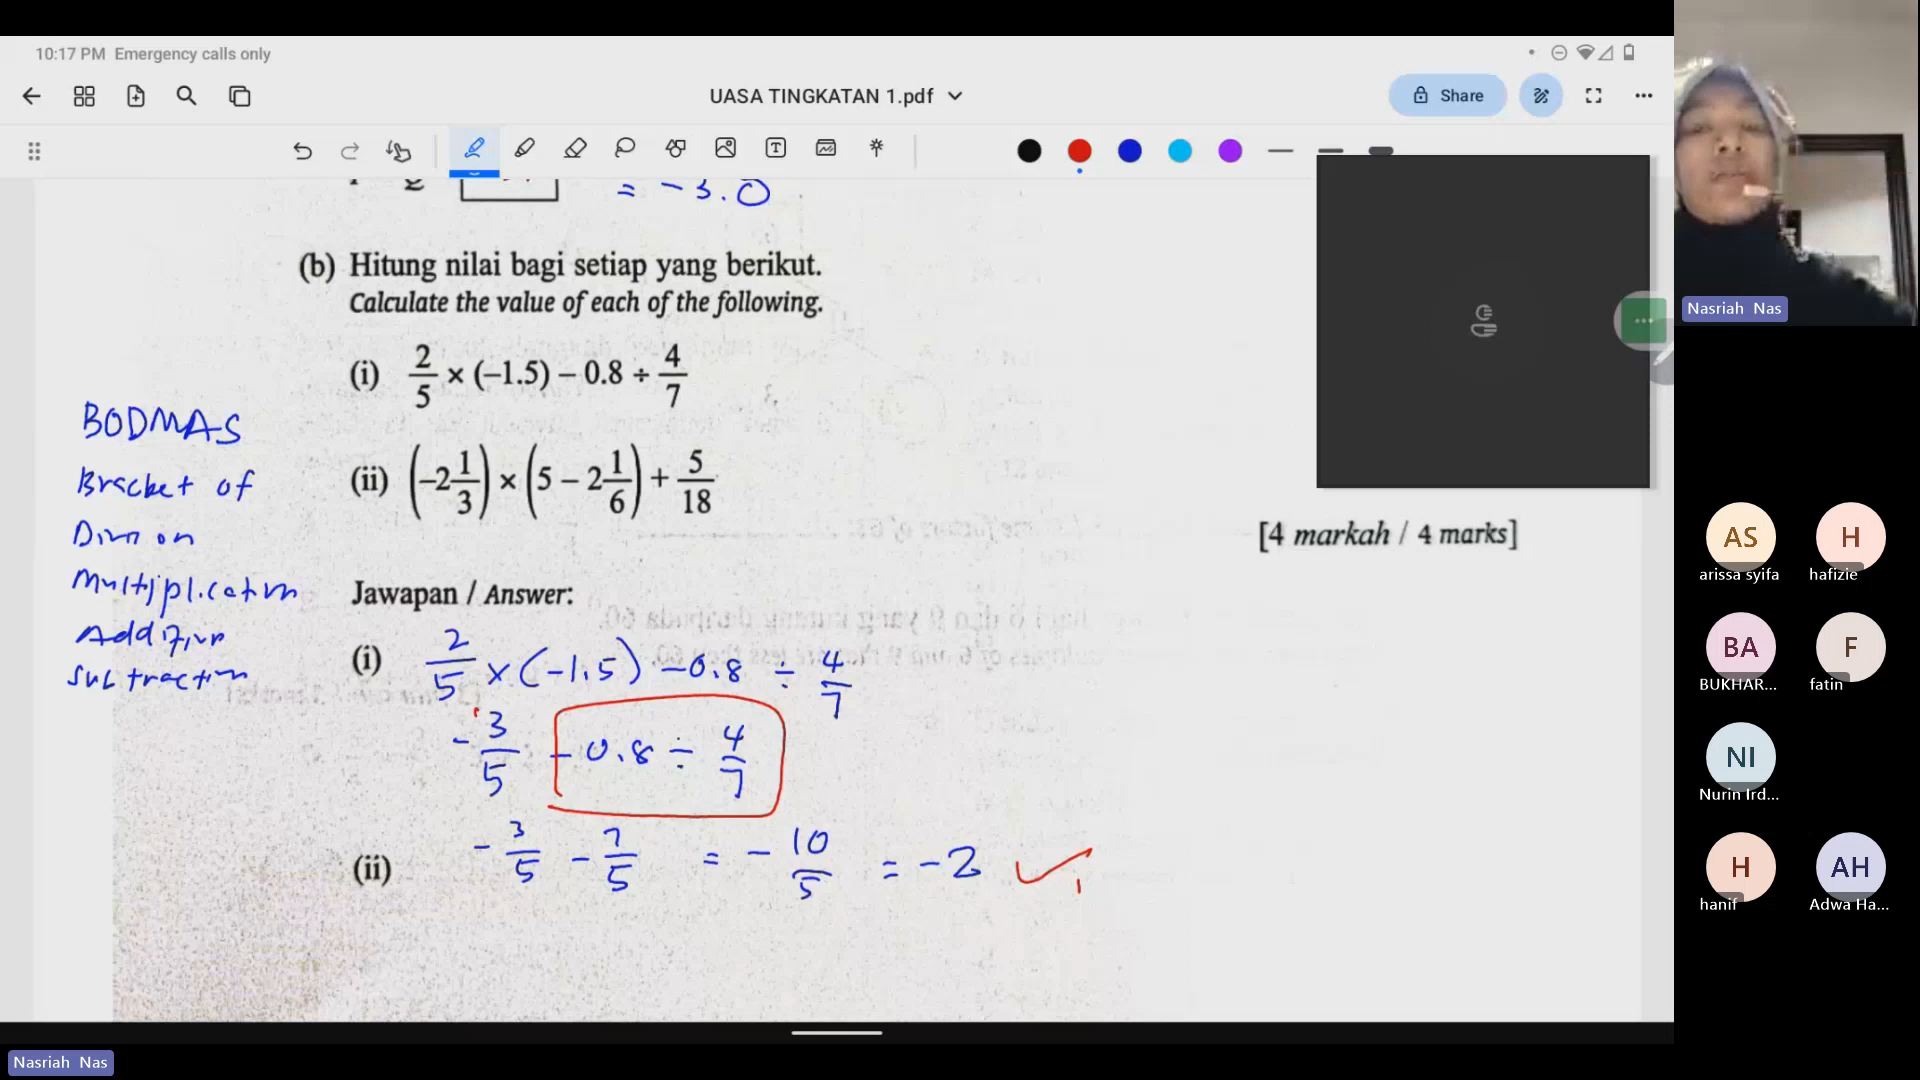 10:17 PM Emergency calls only
UASA TINGKATAN 1.pdf
Share
= - 3.0
(b) Hitung nilai bagi setiap yang berikut.
Calculate the value of each of the following.
(i) 2/5 × (–1.5) – 0.8 ÷ 4/7
(ii) (–2 1/3) × (5 – 2 1/6) + 5/18
[4 markah / 4 marks]
BODMAS
Bracket of
Division
Multiplication
Addition
Subtraction
Jawapan / Answer:
(i) 2/5 × (-1.5) - 0.8 ÷ 4/7
- 3/5 - 0.8 ÷ 4/7
(ii) - 3/5 - 7/5 = - 10/5 = -2
Nasriah Nas
AS
arissa syifa
H
hafizie
BA
BUKHAR...
F
fatin
NI
Nurin Ird...
H
hanif
AH
Adwa Ha...
Nasriah Nas